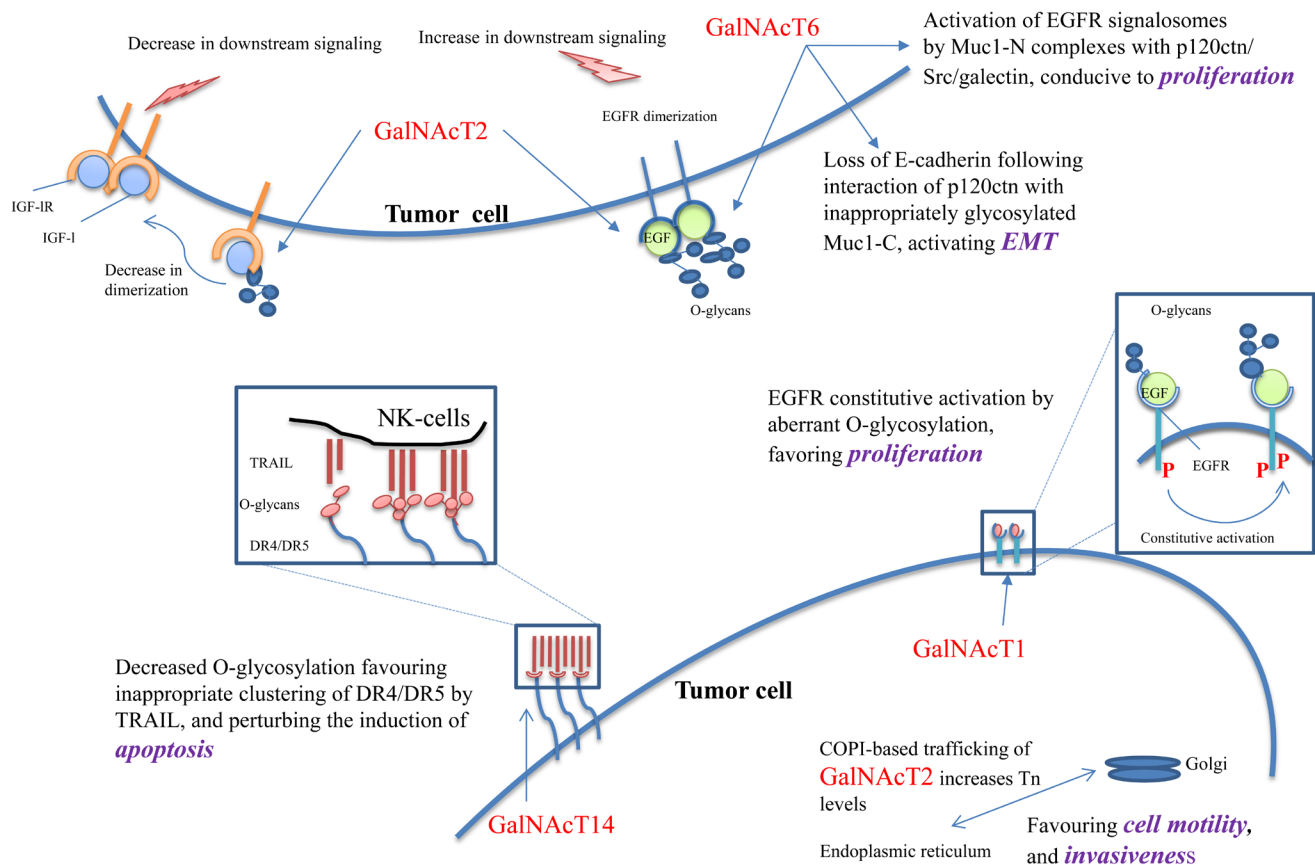 Decrease in downstream signaling
Increase in downstream signaling
GalNAcT6
Activation of EGFR signalosomes
by Muc1-N complexes with p120ctn/
Src/galectin, conducive to proliferation
GalNAcT2
EGFR dimerization
Loss of E-cadherin following
interaction of p120ctn with
inappropriately glycosylated
Muc1-C, activating EMT
IGF-lR
IGF-l
Tumor cell
EGF
Decrease in
dimerization
O-glycans
O-glycans
EGF
EGFR
P
P
P
Constitutive activation
EGFR constitutive activation by
aberrant O-glycosylation,
favoring proliferation
NK-cells
TRAIL
O-glycans
DR4/DR5
GalNAcT1
Decreased O-glycosylation favouring
inappropriate clustering of DR4/DR5 by
TRAIL, and perturbing the induction of
apoptosis
Tumor cell
GalNAcT14
COPI-based trafficking of
GalNAcT2 increases Tn
levels
Golgi
Endoplasmic reticulum
Favouring cell motility,
and invasiveness